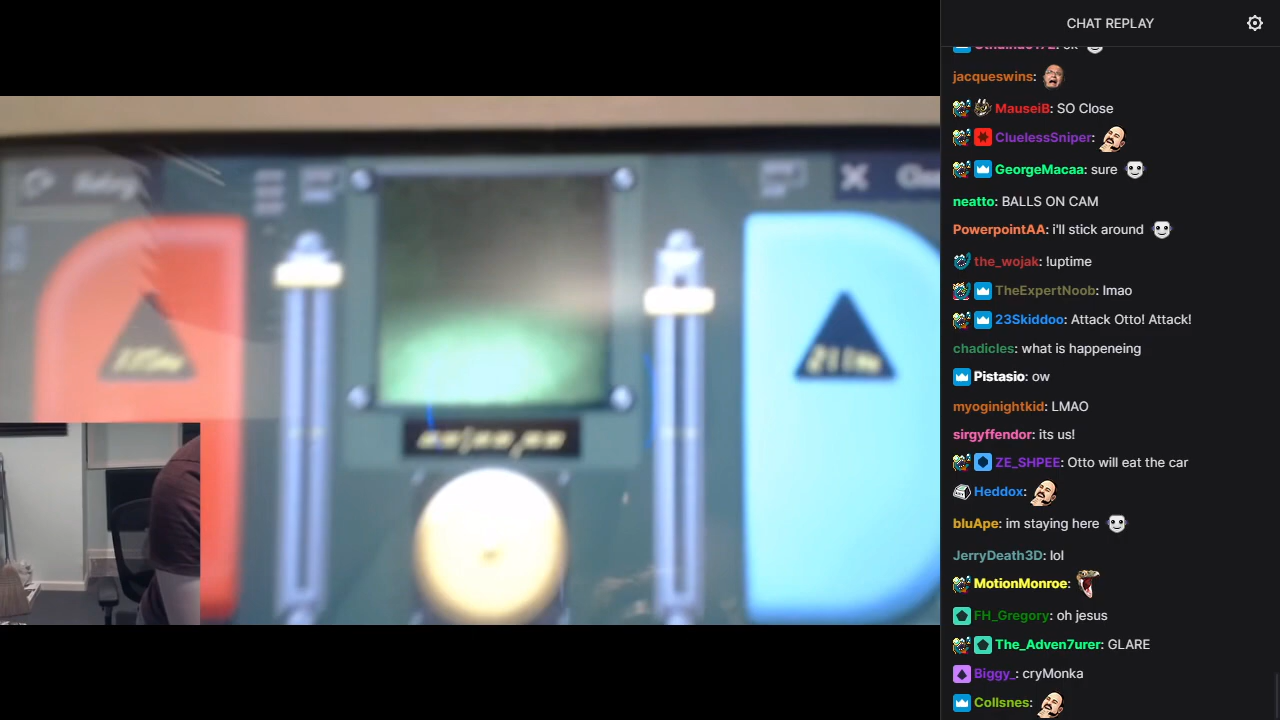 CHAT REPLAY
jacqueswins:
MauseiB: SO Close
CluelessSniper:
GeorgeMacaa: sure
neatto: BALLS ON CAM
PowerpointAA: i'll stick around
the_wojak: !uptime
TheExpertNoob: lmao
23Skiddoo: Attack Otto! Attack!
chadicles: what is happeneing
Pistasio: ow
myoginightkid: LMAO
sirgyffendor: its us!
ZE_SHPEE: Otto will eat the car
Heddox:
bluApe: im staying here
JerryDeath3D: lol
MotionMonroe:
FH_Gregory: oh jesus
The_Adven7urer: GLARE
Biggy_: cryMonka
Collsnes: